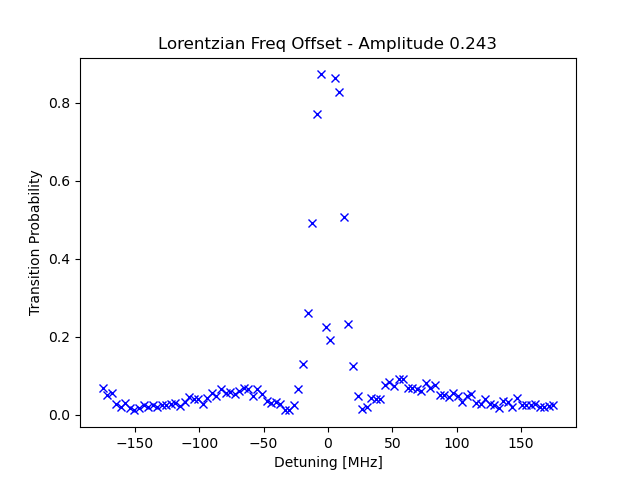 Lorentzian Freq Offset - Amplitude 0.243
Transition Probability
0.8
0.6
0.4
0.2
0.0
−150 −100 −50 0 50 100 150
Detuning [MHz]